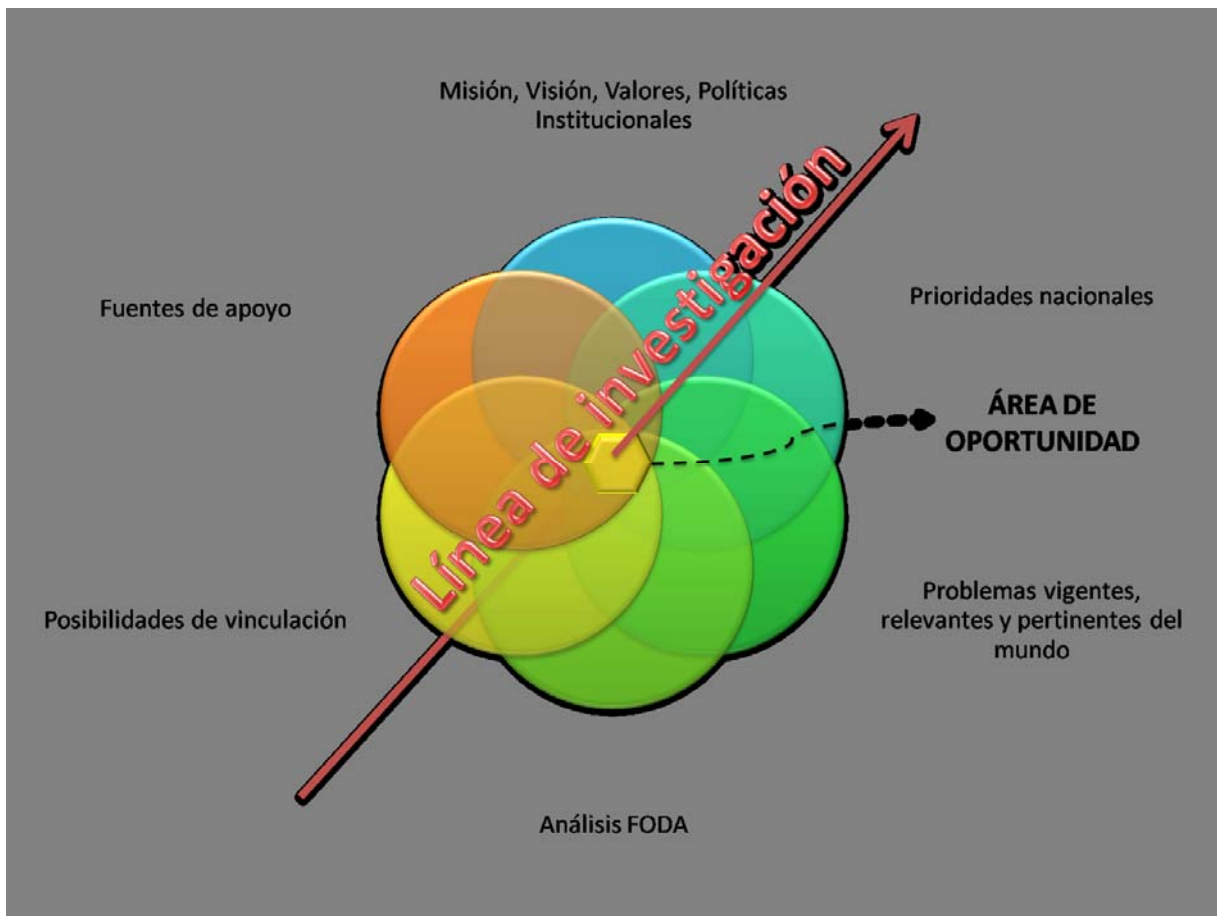 Misión, Visión, Valores, Políticas
Institucionales
Línea de investigación
Fuentes de apoyo
Prioridades nacionales
ÁREA DE
OPORTUNIDAD
Posibilidades de vinculación
Problemas vigentes,
relevantes y pertinentes del
mundo
Análisis FODA